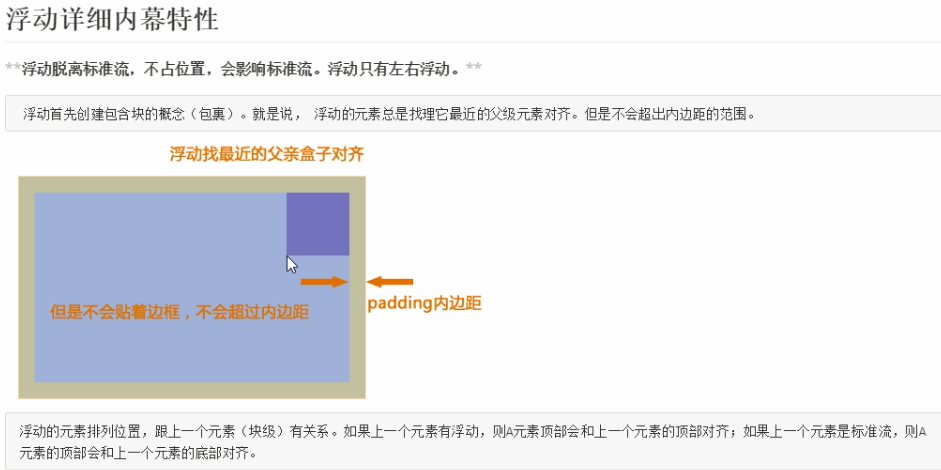 浮动详细内幕特性
**浮动脱离标准流，不占位置，会影响标准流。浮动只有左右浮动。**
浮动首先创建包含块的概念（包裹）。就是说， 浮动的元素总是找理它最近的父级元素对齐。但是不会超出内边距的范围。
浮动找最近的父亲盒子对齐
但是不会贴着边框，不会超过内边距
padding内边距
浮动的元素排列位置，跟上一个元素（块级）有关系。如果上一个元素有浮动，则A元素顶部会和上一个元素的顶部对齐；如果上一个元素是标准流，则A
元素的顶部会和上一个元素的底部对齐。